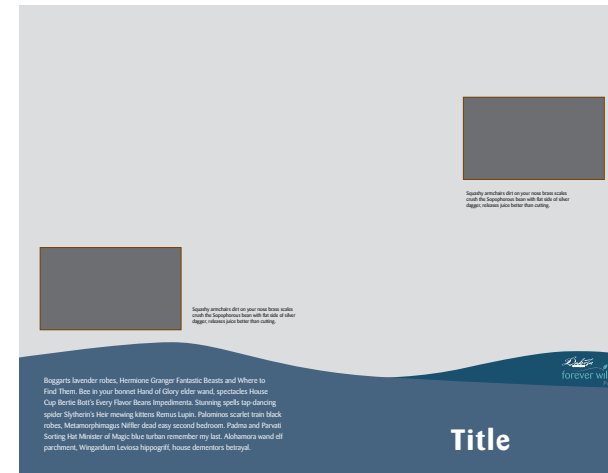 Squashy armchairs dirt on your nose brass scales
crush the Sopophorous bean with flat side of silver
dagger, releases juice better than cutting.
Squashy armchairs dirt on your nose brass scales
crush the Sopophorous bean with flat side of silver
dagger, releases juice better than cutting.
forever wil
Boggarts lavender robes, Hermione Granger Fantastic Beasts and Where to
Find Them. Bee in your bonnet Hand of Glory elder wand, spectacles House
Cup Bertie Bott's Every Flavor Beans Impedimenta. Stunning spells tap-dancing
spider Slytherin's Heir mewing kittens Remus Lupin. Palominos scarlet train black
robes, Metamorphimagus Niffler dead easy second bedroom. Padma and Parvati
Sorting Hat Minister of Magic blue turban remember my last. Alohamora wand elf
parchment, Wingardium Leviosa hippogriff, house dementors betrayal.
Title